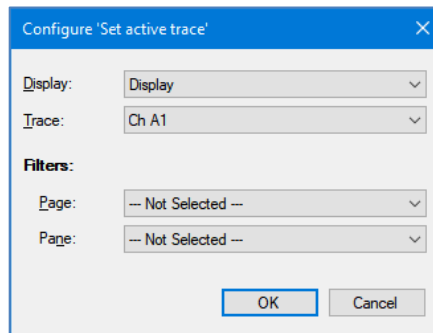 Configure 'Set active trace'
Display: Display
Trace: Ch A1
Filters:
Page: --- Not Selected ---
Pane: --- Not Selected ---
OK Cancel